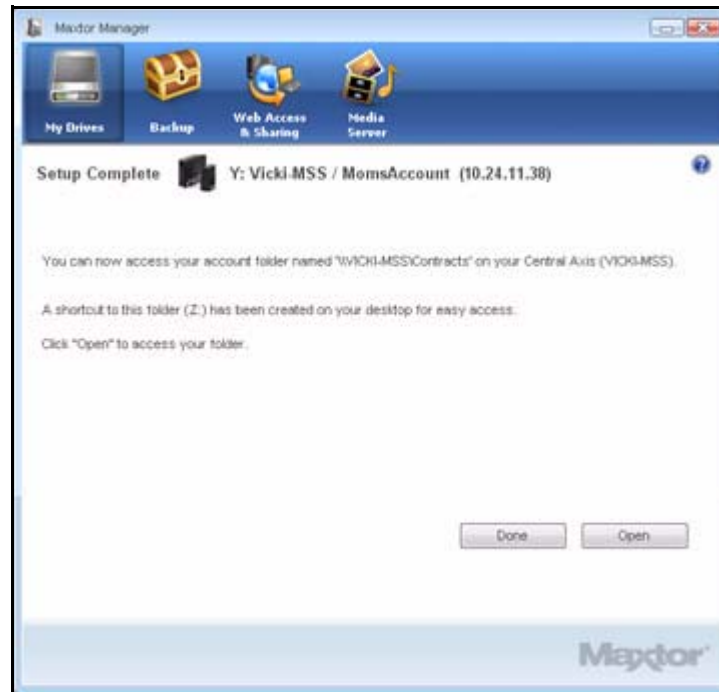 Maxtor Manager
My Drives
Backup
Web Access
& Sharing
Media
Server
Setup Complete Y: Vicki-MSS / MomsAccount (10.24.11.38)
You can now access your account folder named '\\VICKI-MSS\Contracts' on your Central Axis (VICKI-MSS).
A shortcut to this folder (Z:) has been created on your desktop for easy access.
Click "Open" to access your folder.
Done
Open
Maxtor